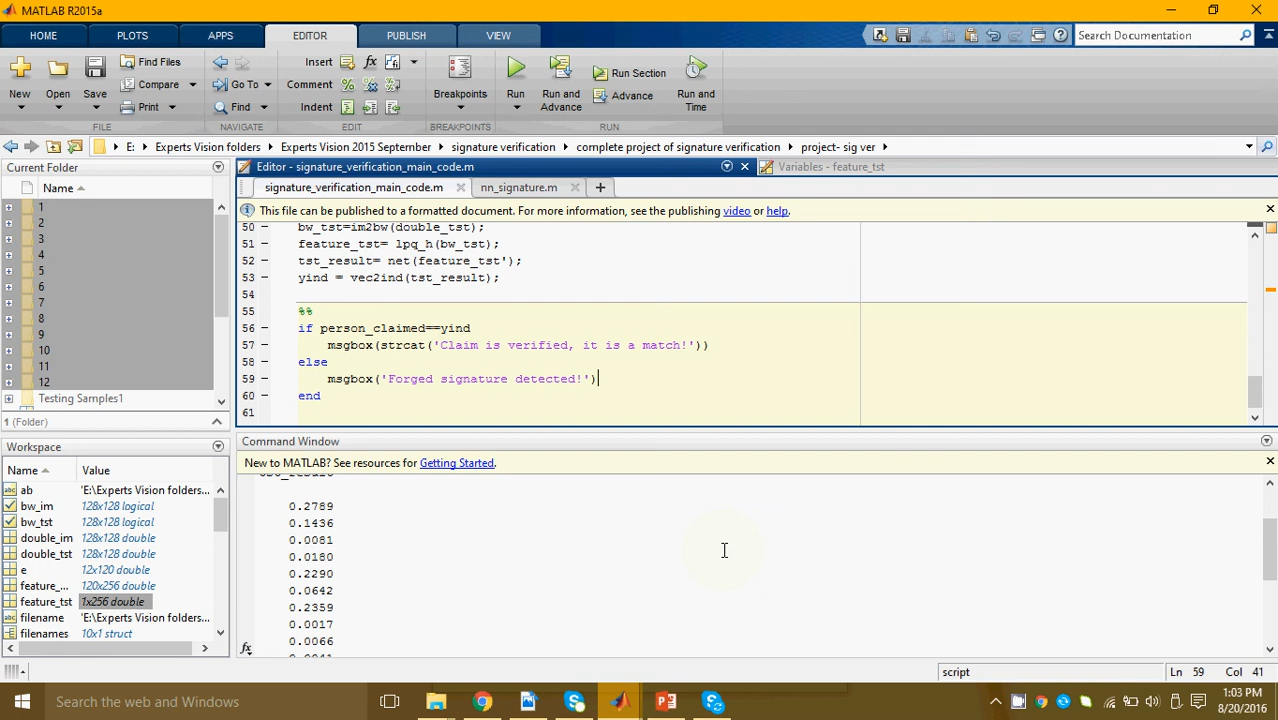 MATLAB R2015a
HOME PLOTS APPS EDITOR PUBLISH VIEW Search Documentation
New Open Save Find Files Compare Print
Go To Find
Insert fx Comment % Indent
Breakpoints
Run Run and Advance Run Section Advance Run and Time
FILE NAVIGATE EDIT BREAKPOINTS RUN
E: Experts Vision folders Experts Vision 2015 September signature verification complete project of signature verification project- sig ver
Current Folder
Name
1
2
3
4
5
6
7
8
9
10
11
12
Testing Samples1
1 (Folder)
Editor - signature_verification_main_code.m Variables - feature_tst
signature_verification_main_code.m nn_signature.m
This file can be published to a formatted document. For more information, see the publishing video or help.
50 - bw_tst=im2bw(double_tst);
51 - feature_tst= lpq_h(bw_tst);
52 - tst_result= net(feature_tst');
53 - yind = vec2ind(tst_result);
54
55 %%
56 - if person_claimed==yind
57 - msgbox(strcat('Claim is verified, it is a match!'))
58 - else
59 - msgbox('Forged signature detected!')
60 - end
61
Workspace
Name Value
ab 'E:\Experts Vision folders...
bw_im 128x128 logical
bw_tst 128x128 logical
double_im 128x128 double
double_tst 128x128 double
e 12x120 double
feature_... 120x256 double
feature_tst 1x256 double
filename 'E:\Experts Vision folders...
filenames 10x1 struct
Command Window
New to MATLAB? See resources for Getting Started.
0.2789
0.1436
0.0081
0.0180
0.2290
0.0642
0.2359
0.0017
0.0066
fx
script Ln 59 Col 41
Search the web and Windows
1:03 PM
8/20/2016